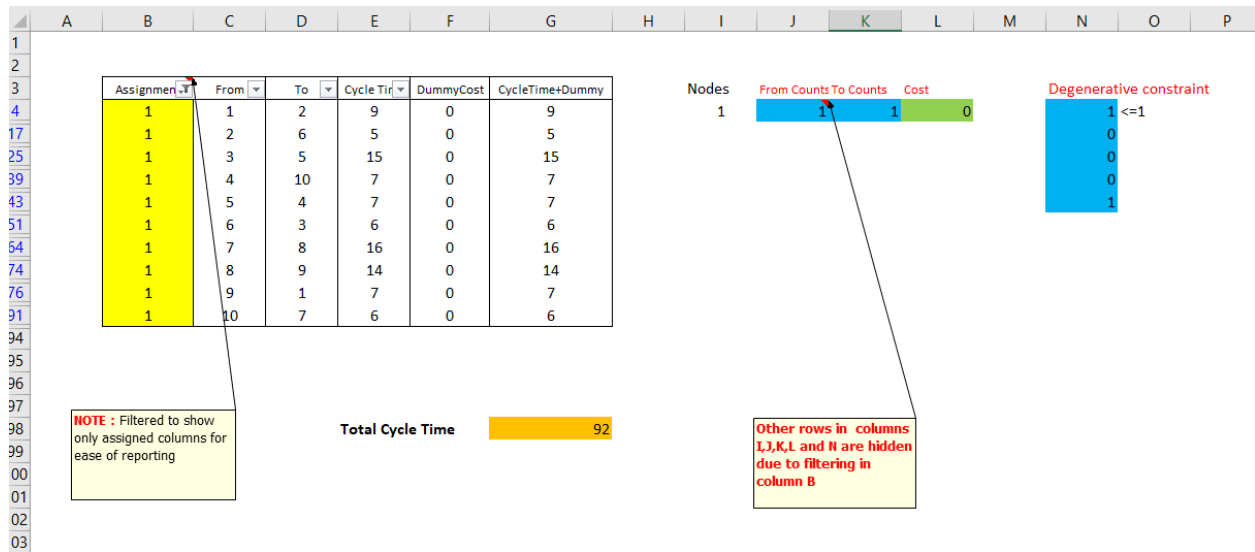 A B C D E F G H I J K L M N O P
1
2
3 Assignmen From To Cycle Tir DummyCost CycleTime+Dummy Nodes From Counts To Counts Cost Degenerative constraint
4 1 1 2 9 0 9 1 1 1 0 1 <=1
17 1 2 6 5 0 5 0
25 1 3 5 15 0 15 0
39 1 4 10 7 0 7 0
43 1 5 4 7 0 7 1
51 1 6 3 6 0 6
64 1 7 8 16 0 16
74 1 8 9 14 0 14
76 1 9 1 7 0 7
91 1 10 7 6 0 6
94
95
96
97
98 Total Cycle Time 92
99
00
01
02
03
NOTE : Filtered to show
only assigned columns for
ease of reporting
Other rows in columns
I,J,K,L and N are hidden
due to filtering in
column B